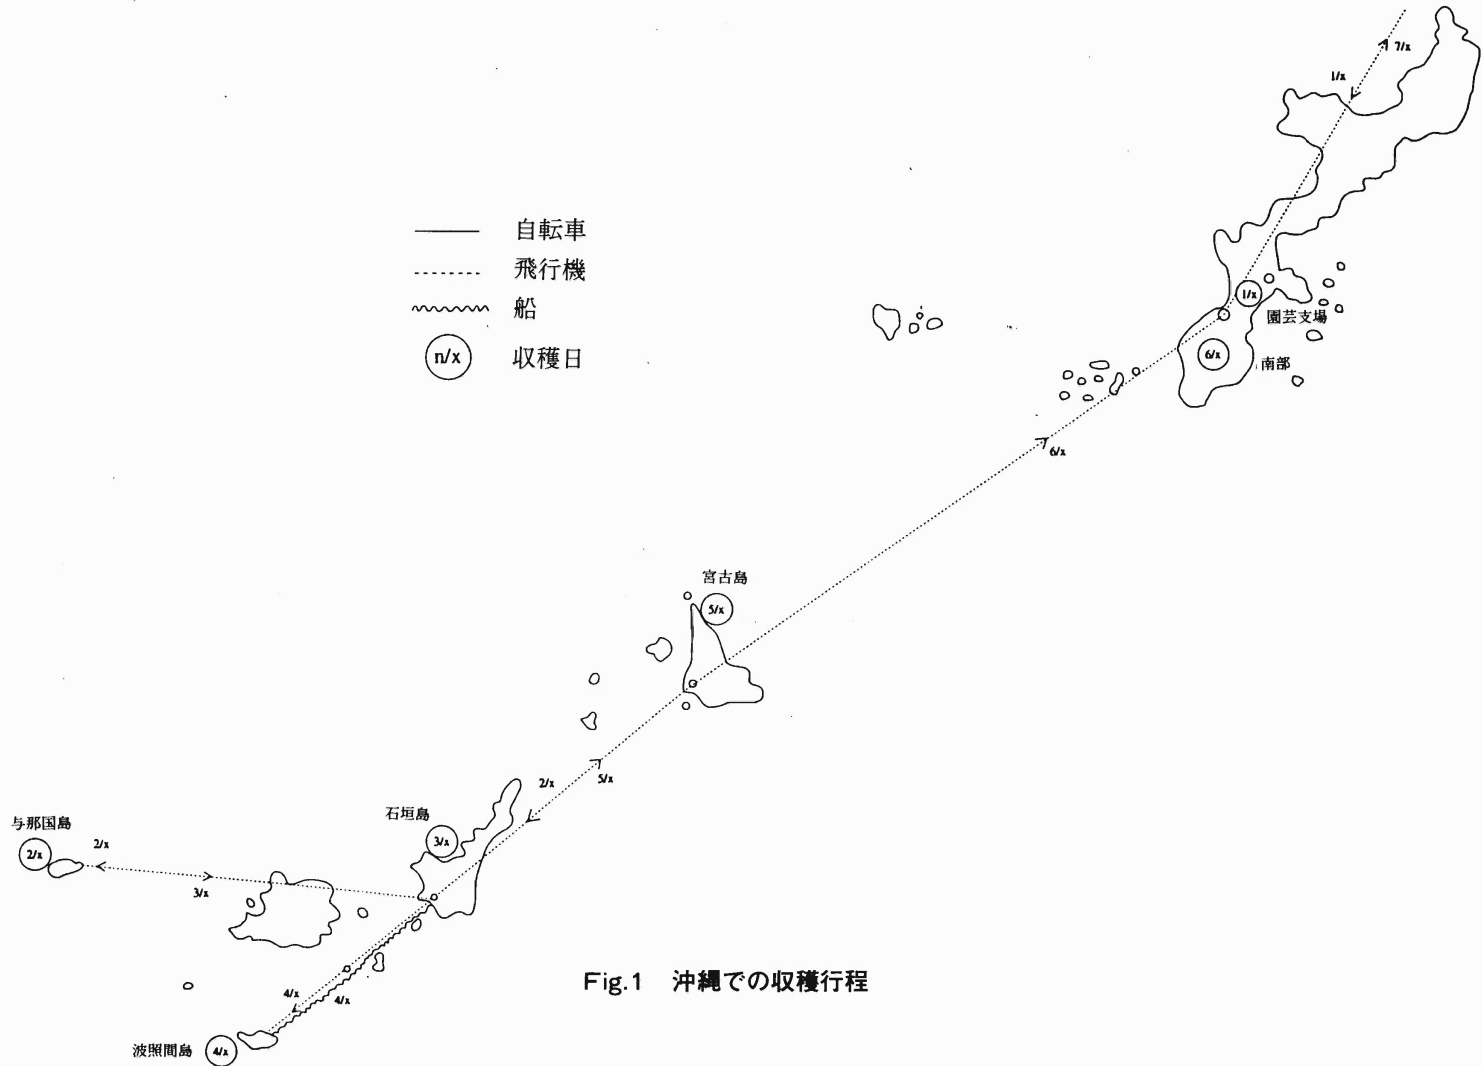 7/x
1/x
自転車
飛行機
船
n/x 収穫日
1/x
園芸支場
6/x
南部
6/x
宮古島
5/x
2/x
5/x
石垣島
3/x
与那国島
2/x
2/x
3/x
4/x
4/x
波照間島
4/x
Fig.1 沖縄での収穫行程